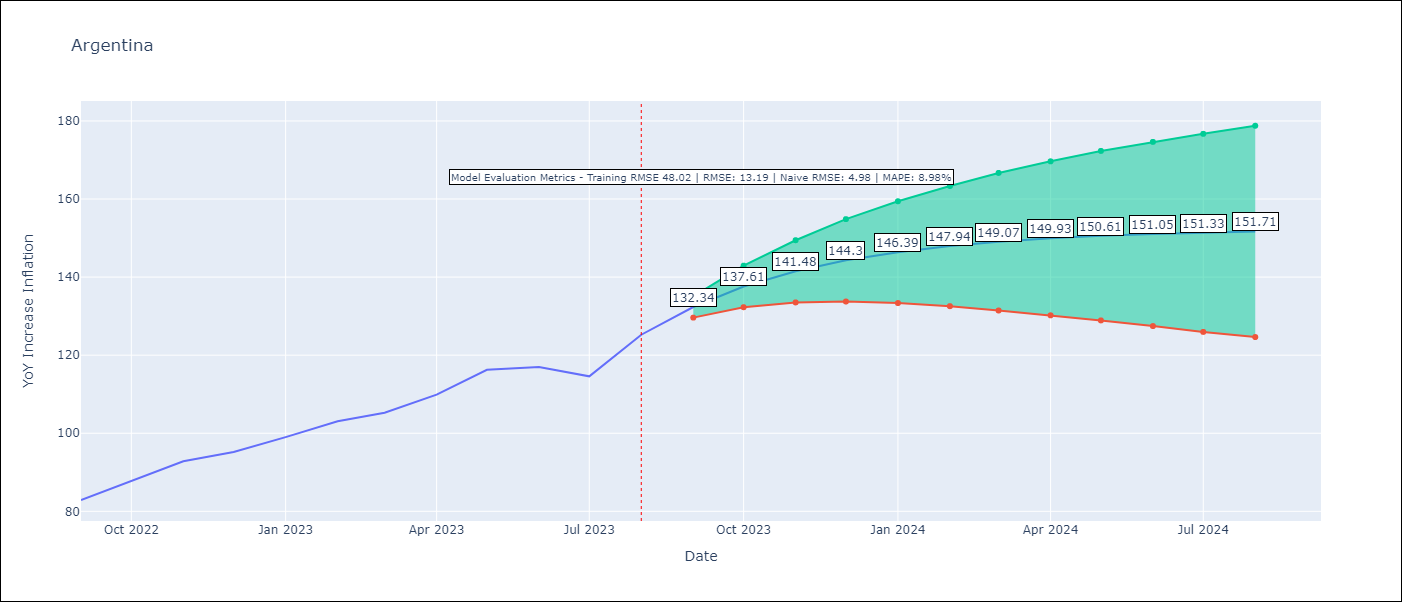 Argentina
180
Model Evaluation Metrics - Training RMSE 48.02 | RMSE: 13.19 | Naive RMSE: 4.98 | MAPE: 8.98%
160
132.34
137.61
141.48
144.3
146.39
147.94
149.07
149.93
150.61
151.05
151.33
151.71
140
120
100
80
YoY Increase Inflation
Oct 2022
Jan 2023
Apr 2023
Jul 2023
Oct 2023
Jan 2024
Apr 2024
Jul 2024
Date